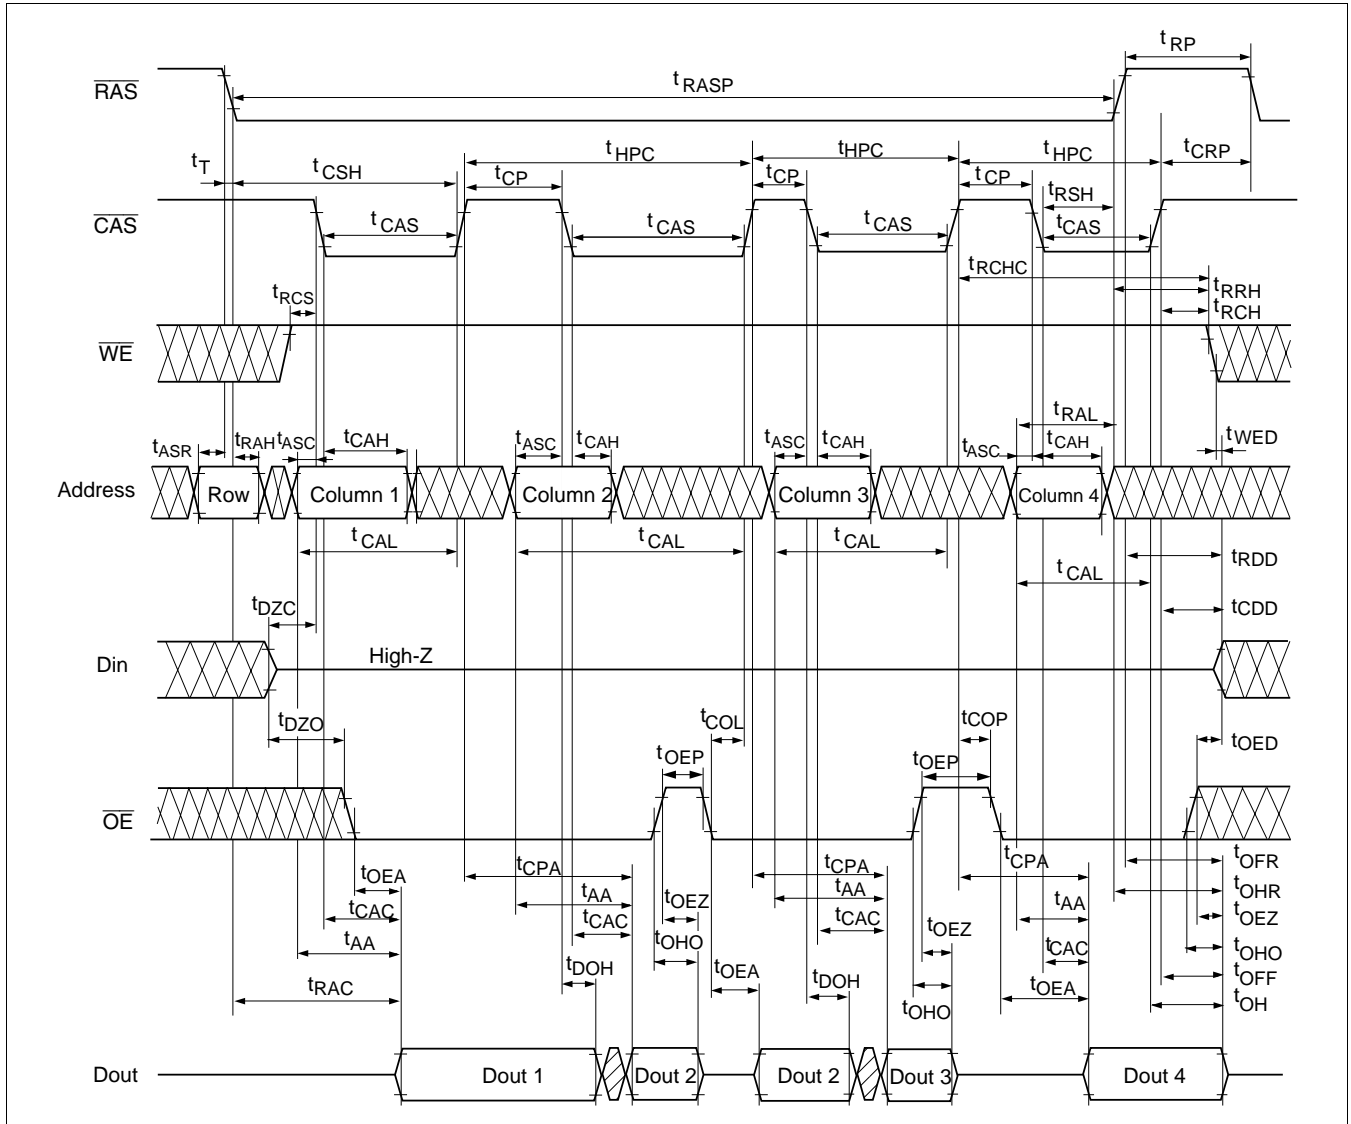 tRP
RAS
tRASP
tT
tCSH
tHPC
tHPC
tHPC
tCRP
tCP
tCP
tCP
tRSH
CAS
tCAS
tCAS
tCAS
tCAS
tRCHC
tRCS
tRRH
tRCH
WE
tRAL
tASR
tRAH
tASC
tCAH
tASC
tCAH
tASC
tCAH
tASC
tCAH
tWED
Address
Row
Column 1
Column 2
Column 3
Column 4
tCAL
tCAL
tCAL
tRDD
tCAL
tDZC
tCDD
Din
High-Z
tDZO
tCOL
tCOP
tOED
tOEP
tOEP
OE
tOEA
tCPA
tCPA
tCPA
tOFR
tCAC
tAA
tOEZ
tAA
tAA
tOHR
tAA
tCAC
tOHO
tCAC
tOEZ
tCAC
tOEZ
tOHO
tRAC
tDOH
tOEA
tDOH
tOHO
tOEA
tOFF
tOH
Dout
Dout 1
Dout 2
Dout 2
Dout 3
Dout 4